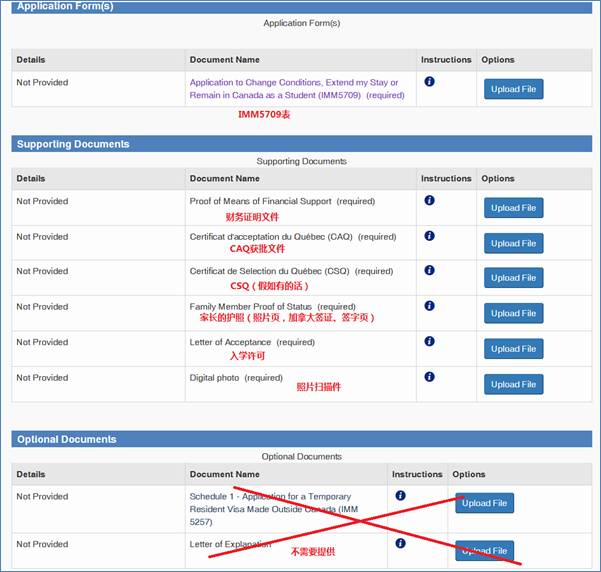 Application Form(s)
Application Form(s)
Details Document Name Instructions Options
Not Provided Application to Change Conditions, Extend my Stay or Upload File
Remain in Canada as a Student (IMM5709) (required)
IMM5709表
Supporting Documents
Supporting Documents
Details Document Name Instructions Options
Not Provided Proof of Means of Financial Support (required) Upload File
财务证明文件
Not Provided Certificat d'acceptation du Québec (CAQ) (required) Upload File
CAQ获批文件
Not Provided Certificat de Selection du Québec (CSQ) (required) Upload File
CSQ（假如有的话）
Not Provided Family Member Proof of Status (required) Upload File
家长的护照（照片页，加拿大签证、签字页）
Not Provided Letter of Acceptance (required) Upload File
入学许可
Not Provided Digital photo (required) Upload File
照片扫描件
Optional Documents
Optional Documents
Details Document Name Instructions Options
Not Provided Schedule 1 - Application for a Temporary Upload File
Resident Visa Made Outside Canada (IMM
5257)
Not Provided Letter of Explanation Upload File
不需要提供